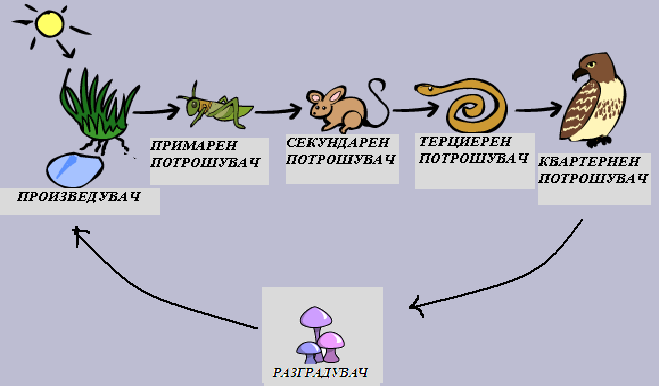 ПРОИЗВЕДУВАЧ
ПРИМАРЕН
ПОТРОШУВАЧ
СЕКУНДАРЕН
ПОТРОШУВАЧ
ТЕРЦИЕРЕН
ПОТРОШУВАЧ
КВАРТЕРНЕН
ПОТРОШУВАЧ
РАЗГРАДУВАЧ